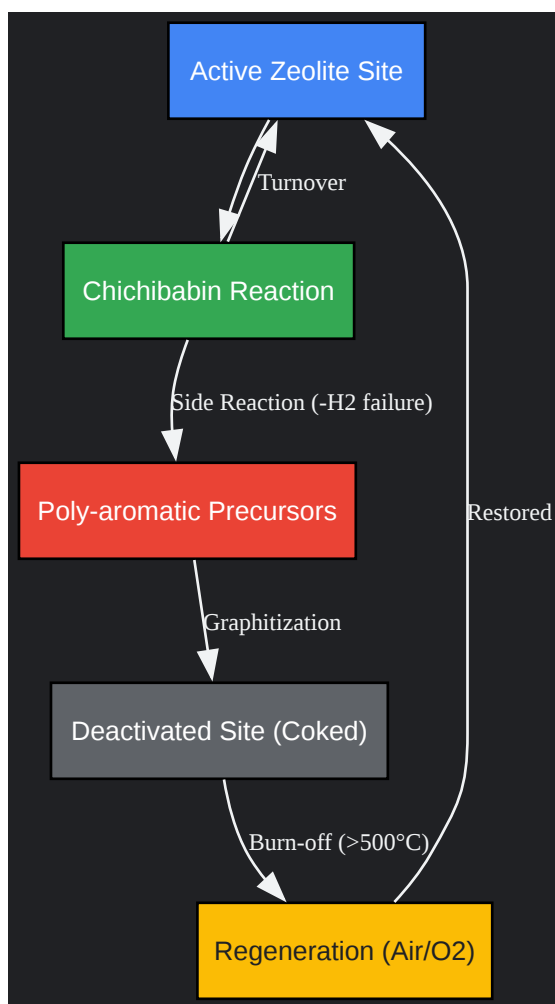 Active Zeolite Site
Turnover
Chichibabin Reaction
Side Reaction (-H2 failure)
Poly-aromatic Precursors
Restored
Graphitization
Deactivated Site (Coked)
Burn-off (>500°C)
Regeneration (Air/O2)